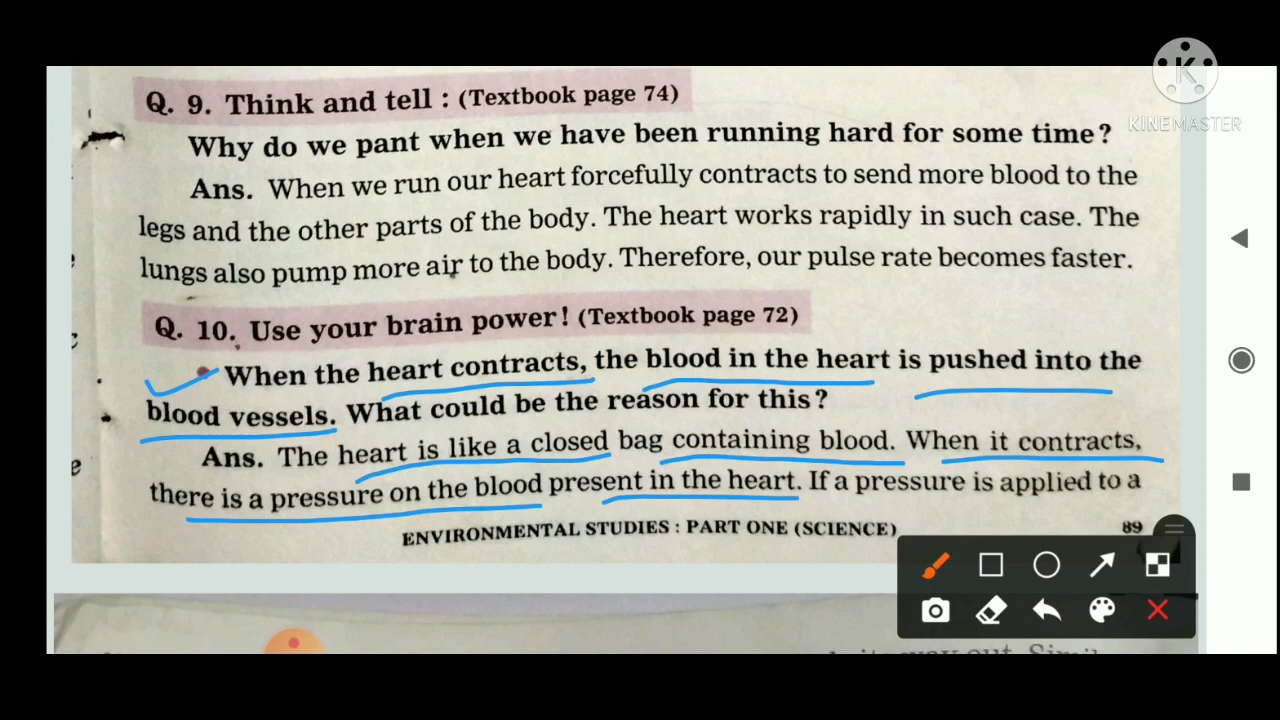 Q. 9. Think and tell : (Textbook page 74)
KINEMASTER
Why do we pant when we have been running hard for some time?
Ans. When we run our heart forcefully contracts to send more blood to the
legs and the other parts of the body. The heart works rapidly in such case. The
lungs also pump more air to the body. Therefore, our pulse rate becomes faster.
Q. 10. Use your brain power! (Textbook page 72)
When the heart contracts, the blood in the heart is pushed into the
blood vessels. What could be the reason for this?
Ans. The heart is like a closed bag containing blood. When it contracts,
there is a pressure on the blood present in the heart. If a pressure is applied to a
ENVIRONMENTAL STUDIES : PART ONE (SCIENCE) 89